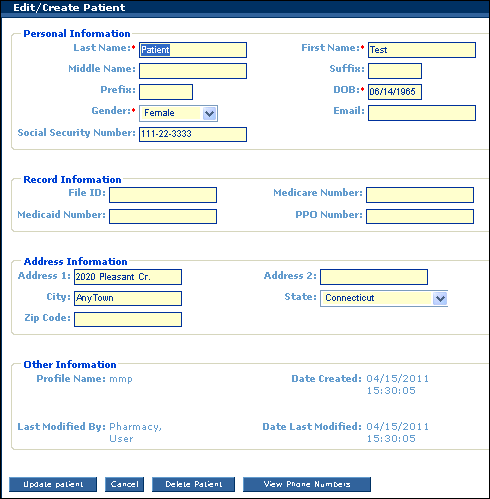 Edit/Create Patient
Personal Information
Last Name:* Patient First Name:* Test
Middle Name: Suffix:
Prefix: DOB:* 06/14/1965
Gender:* Female Email:
Social Security Number: 111-22-3333
Record Information
File ID: Medicare Number:
Medicaid Number: PPO Number:
Address Information
Address 1: 2020 Pleasant Cr. Address 2:
City: AnyTown State: Connecticut
Zip Code:
Other Information
Profile Name: mmp Date Created: 04/15/2011
15:30:05
Last Modified By: Pharmacy, Date Last Modified: 04/15/2011
User 15:30:05
Update patient Cancel Delete Patient View Phone Numbers